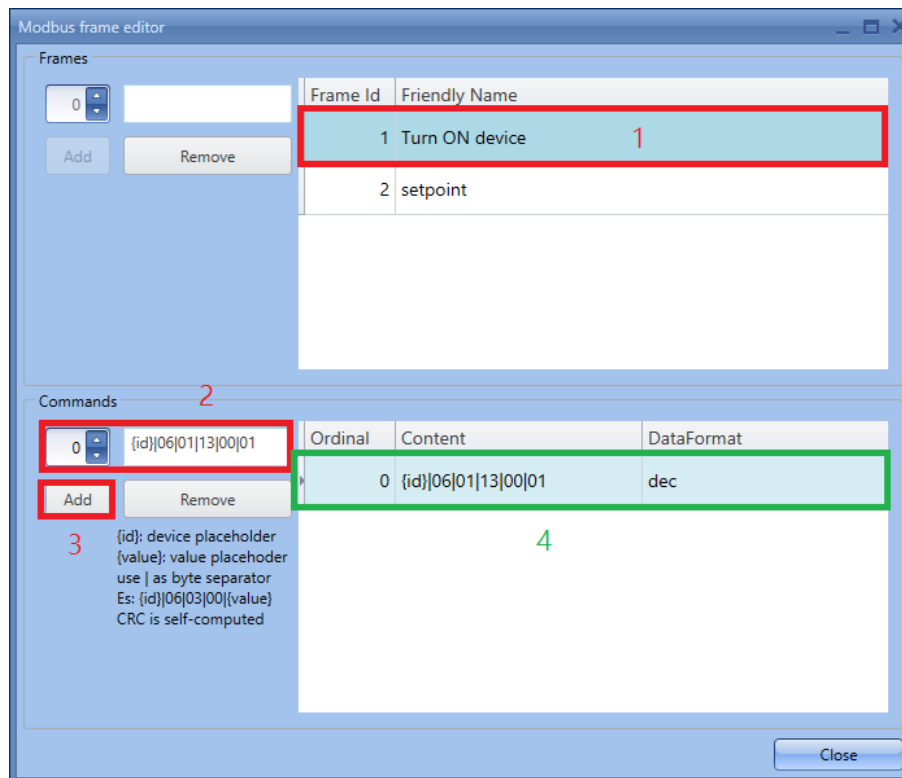 Modbus frame editor
Frames
0
Add Remove
Frame Id Friendly Name
1 Turn ON device 1
2 setpoint
2
Commands
0 {id}|06|01|13|00|01
Add Remove
3
{id}: device placeholder
{value}: value placehoder
use | as byte separator
Es: {id}|06|03|00|{value}
CRC is self-computed
Ordinal Content DataFormat
0 {id}|06|01|13|00|01 dec
4
Close